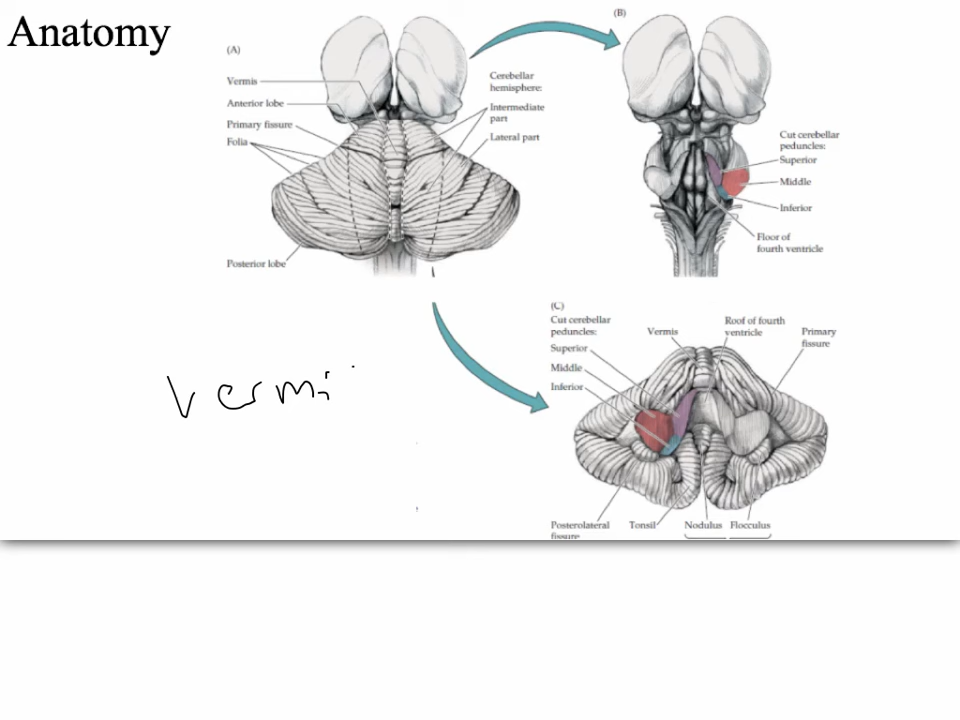 Anatomy
(A)
Vermis
Anterior lobe
Primary fissure
Folia
Posterior lobe
Cerebellar
hemisphere:
Intermediate
part
Lateral part
(B)
Cut cerebellar
peduncles:
Superior
Middle
Inferior
Floor of
fourth ventricle
(C)
Cut cerebellar
peduncles:
Superior
Middle
Inferior
Vermis
Roof of fourth
ventricle
Primary
fissure
Posterolateral
fissure
Tonsil
Nodulus
Flocculus
Vermi